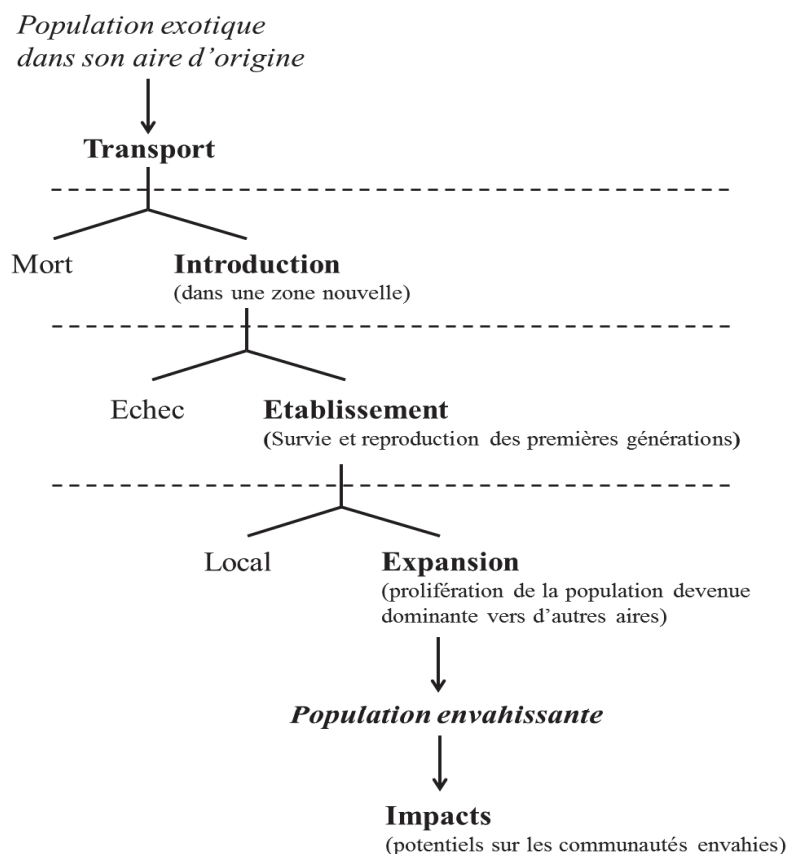 Population exotique
dans son aire d'origine
Transport
Mort
Introduction
(dans une zone nouvelle)
Echec
Etablissement
(Survie et reproduction des premières générations)
Local
Expansion
(prolifération de la population devenue
dominante vers d'autres aires)
Population envahissante
Impacts
(potentiels sur les communautés envahies)